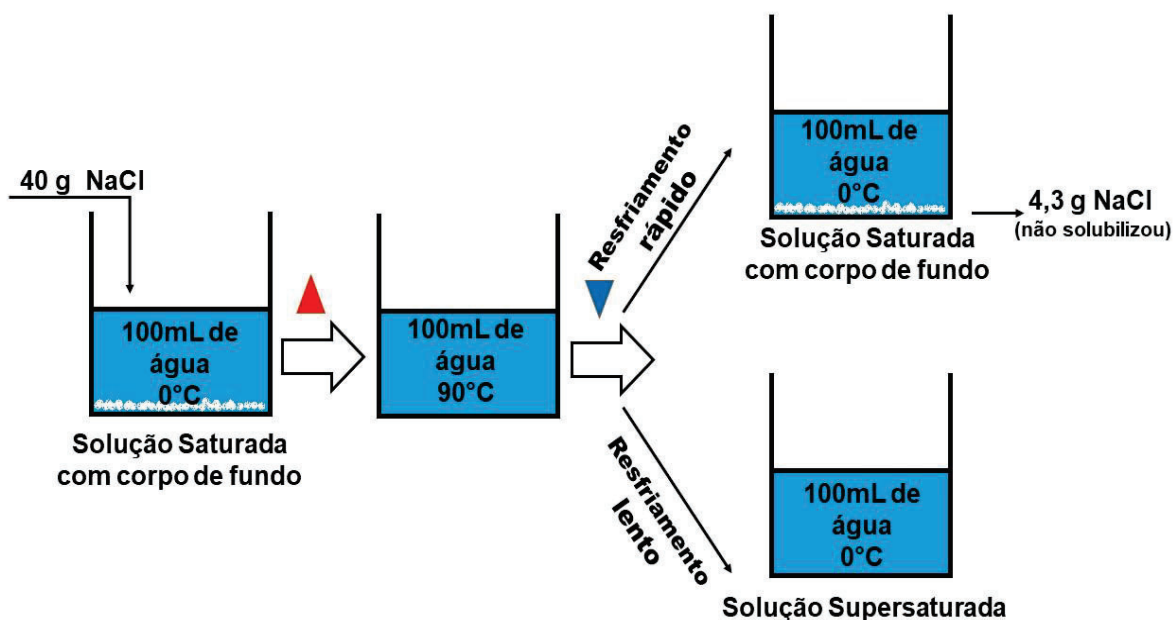 40 g NaCl
100mL de
água
0°C
Solução Saturada
com corpo de fundo
100mL de
água
90°C
Resfriamento
rápido
100mL de
água
0°C
Solução Saturada
com corpo de fundo
4,3 g NaCl
(não solubilizou)
Resfriamento
lento
100mL de
água
0°C
Solução Supersaturada